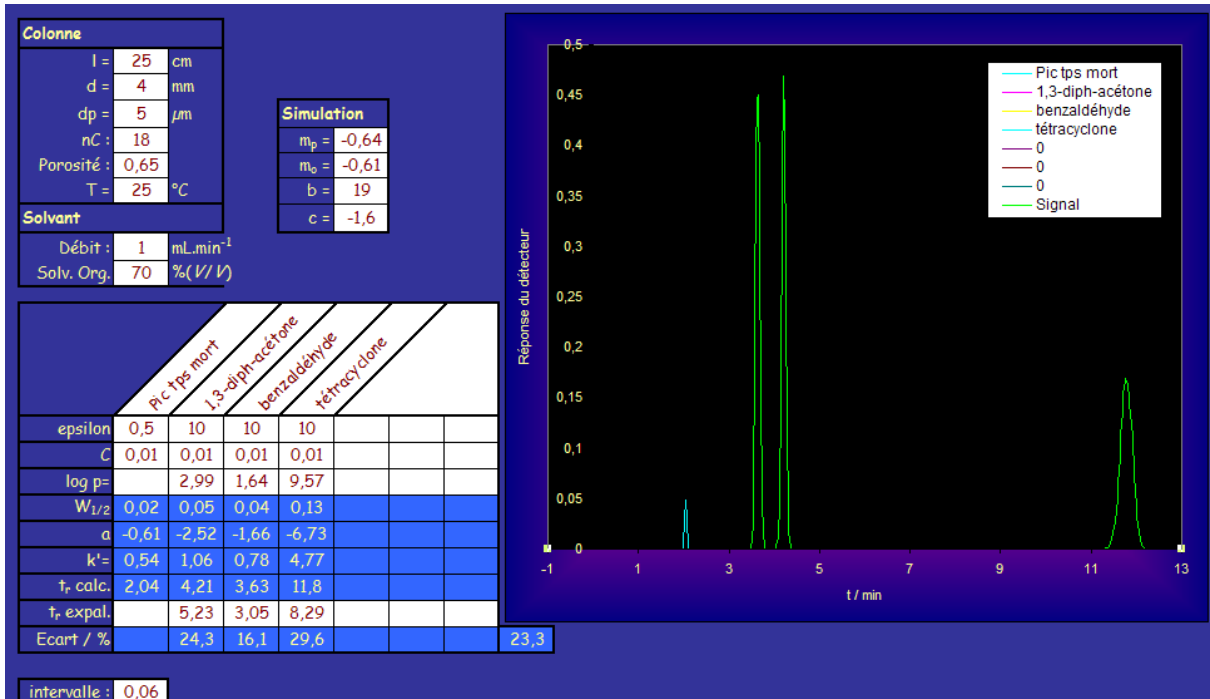 Colonne
l = 25 cm
d = 4 mm
dp = 5 µm
nC : 18
Porosité : 0,65
T = 25 °C
Solvant
Débit : 1 mL.min-1
Solv. Org. 70 %(V/V)
Simulation
mp = -0,64
mo = -0,61
b = 19
c = -1,6
Pic tps mort 1,3-diph-acétone benzaldéhyde tétracyclone
epsilon 0,5 10 10 10
C 0,01 0,01 0,01 0,01
log p= 2,99 1,64 9,57
W1/2 0,02 0,05 0,04 0,13
a -0,61 -2,52 -1,66 -6,73
k'= 0,54 1,06 0,78 4,77
tr calc. 2,04 4,21 3,63 11,8
tr expal. 5,23 3,05 8,29
Ecart / % 24,3 16,1 29,6 23,3
intervalle : 0,06
Réponse du détecteur
0,5
0,45
0,4
0,35
0,3
0,25
0,2
0,15
0,1
0,05
0
-1 1 3 5 7 9 11 13
t / min
Pic tps mort
1,3-diph-acétone
benzaldéhyde
tétracyclone
0
0
0
Signal